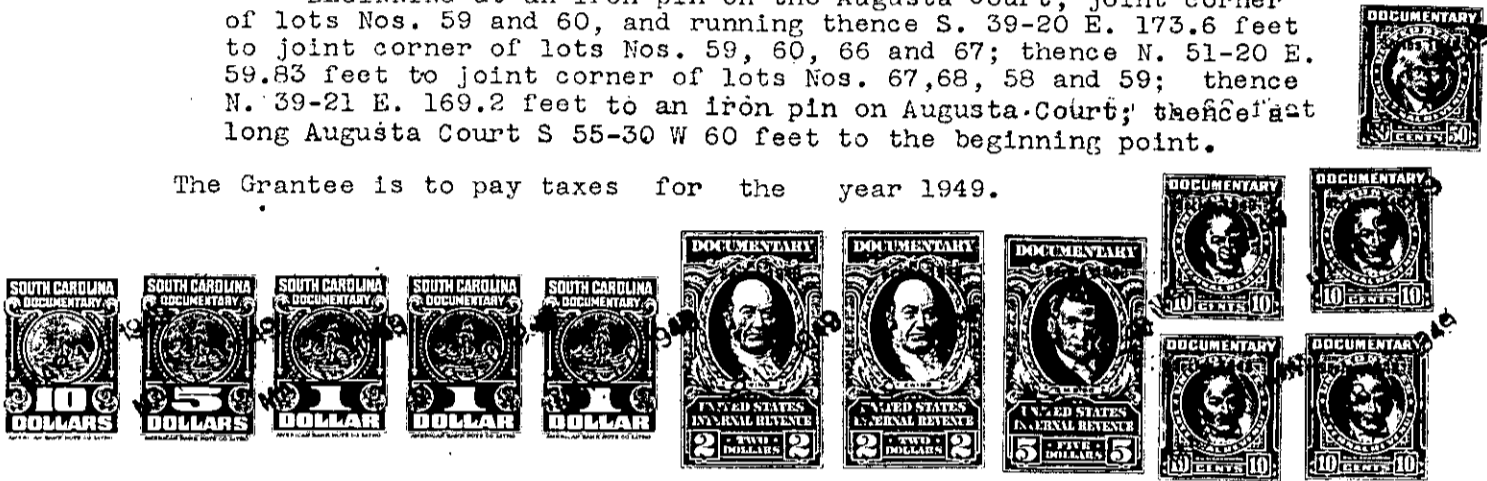 of lots Nos. 59 and 60, and running thence S. 39-20 E. 173.6 feet
to joint corner of lots Nos. 59, 60, 66 and 67; thence N. 51-20 E.
59.83 feet to joint corner of lots Nos. 67,68, 58 and 59; thence
N. 39-21 E. 169.2 feet to an iron pin on Augusta Court; thence
long Augusta Court S 55-30 W 60 feet to the beginning point.
The Grantee is to pay taxes for the year 1949.
DOCUMENTARY
50 CENTS 50
DOCUMENTARY
10 CENTS 10
DOCUMENTARY
10 CENTS 10
SOUTH CAROLINA
DOCUMENTARY
10
DOLLARS
SOUTH CAROLINA
DOCUMENTARY
5
DOLLARS
SOUTH CAROLINA
DOCUMENTARY
1
DOLLAR
SOUTH CAROLINA
DOCUMENTARY
1
DOLLAR
SOUTH CAROLINA
DOCUMENTARY
1
DOLLAR
DOCUMENTARY
UNITED STATES
INTERNAL REVENUE
2 TWO DOLLARS 2
DOCUMENTARY
UNITED STATES
INTERNAL REVENUE
2 TWO DOLLARS 2
DOCUMENTARY
UNITED STATES
INTERNAL REVENUE
5 FIVE DOLLARS 5
DOCUMENTARY
10 CENTS 10
DOCUMENTARY
1949
10 CENTS 10